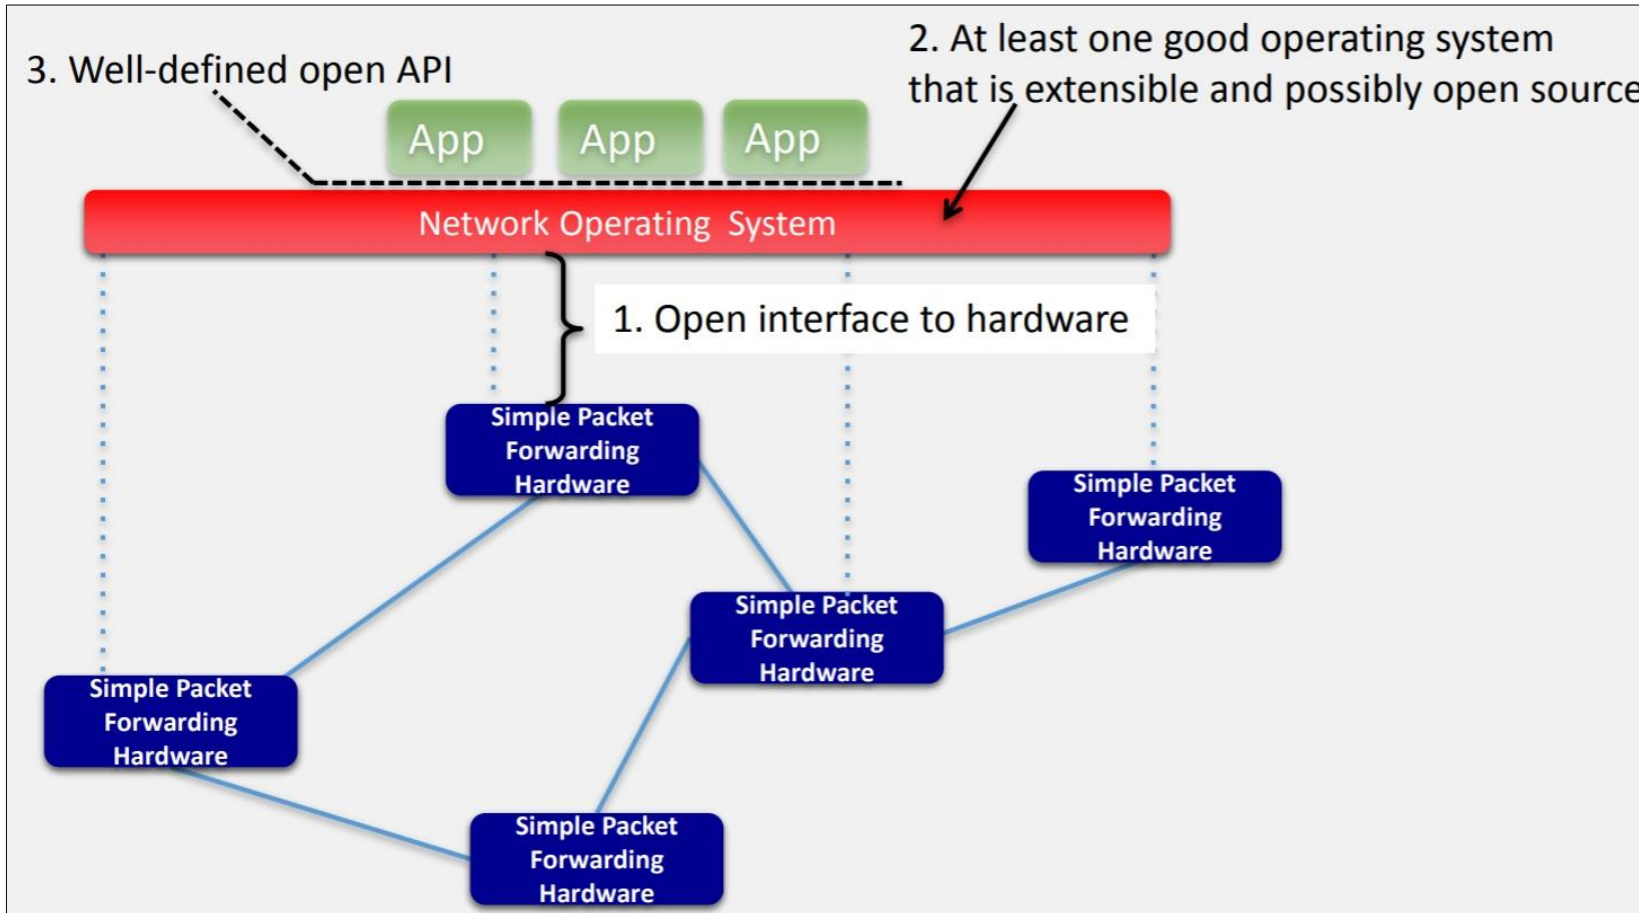 2. At least one good operating system
that is extensible and possibly open source
3. Well-defined open API
App App App
Network Operating System
1. Open interface to hardware
Simple Packet
Forwarding
Hardware
Simple Packet
Forwarding
Hardware
Simple Packet
Forwarding
Hardware
Simple Packet
Forwarding
Hardware
Simple Packet
Forwarding
Hardware